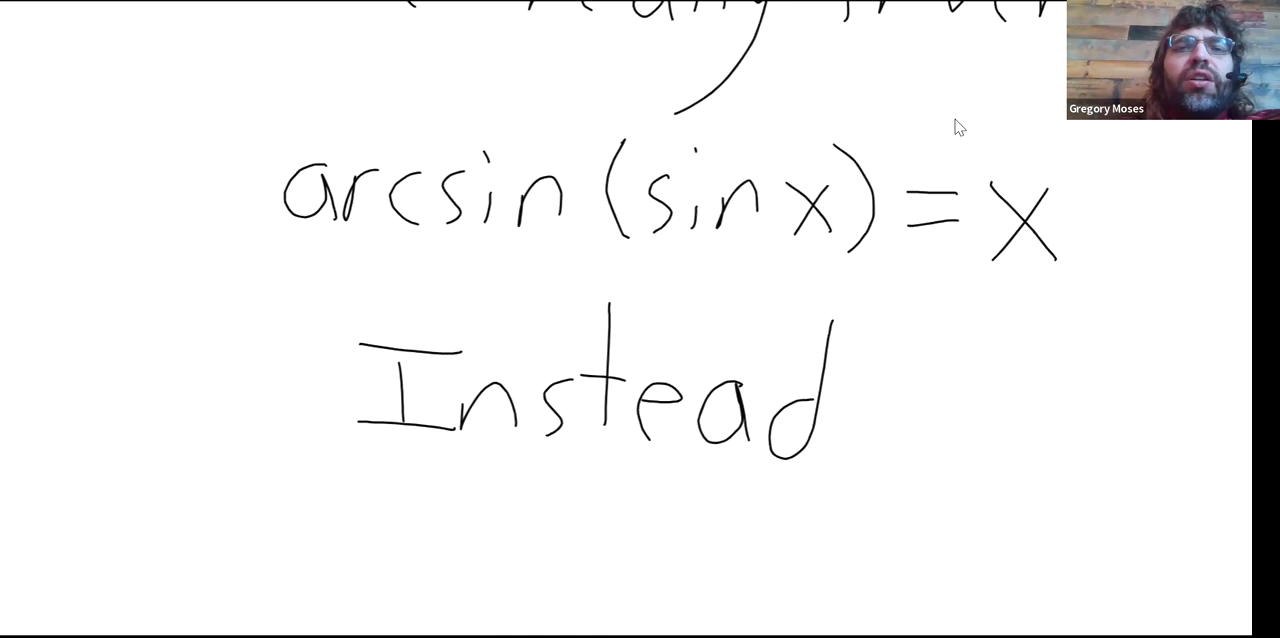 Gregory Moses
arcsin(sin x) = x
Instead